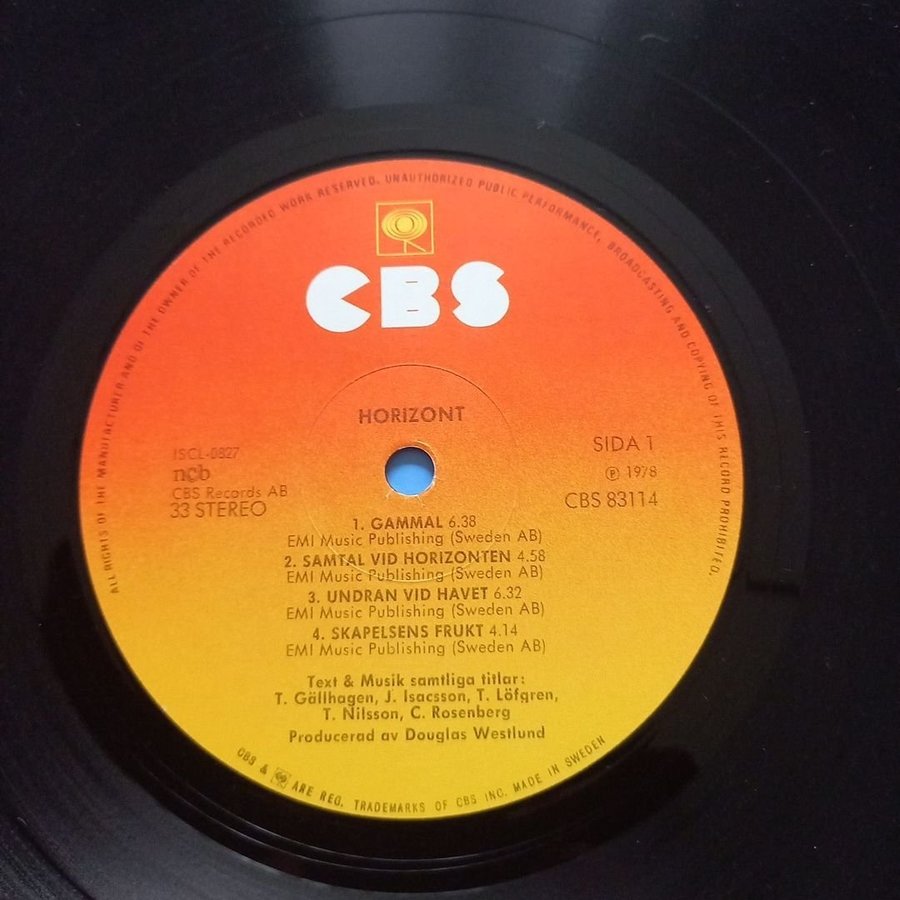 ALL RIGHTS OF THE MANUFACTURER AND OF THE OWNER OF THE RECORDED WORK RESERVED. UNAUTHORIZED PUBLIC PERFORMANCE, BROADCASTING AND COPYING OF THIS RECORD PROHIBITED.
CBS
HORIZONT
ISCL-0827
ncb
CBS Records AB
33 STEREO
SIDA 1
Ⓟ 1978
CBS 83114
1. GAMMAL 6.38
EMI Music Publishing (Sweden AB)
2. SAMTAL VID HORIZONTEN 4.58
EMI Music Publishing (Sweden AB)
3. UNDRAN VID HAVET 6.32
EMI Music Publishing (Sweden AB)
4. SKAPELSENS FRUKT 4.14
EMI Music Publishing (Sweden AB)
Text & Musik samtliga titlar:
T. Gällhagen, J. Isacsson, T. Löfgren,
T. Nilsson, C. Rosenberg
Producerad av Douglas Westlund
CBS & ARE REG. TRADEMARKS OF CBS INC. MADE IN SWEDEN